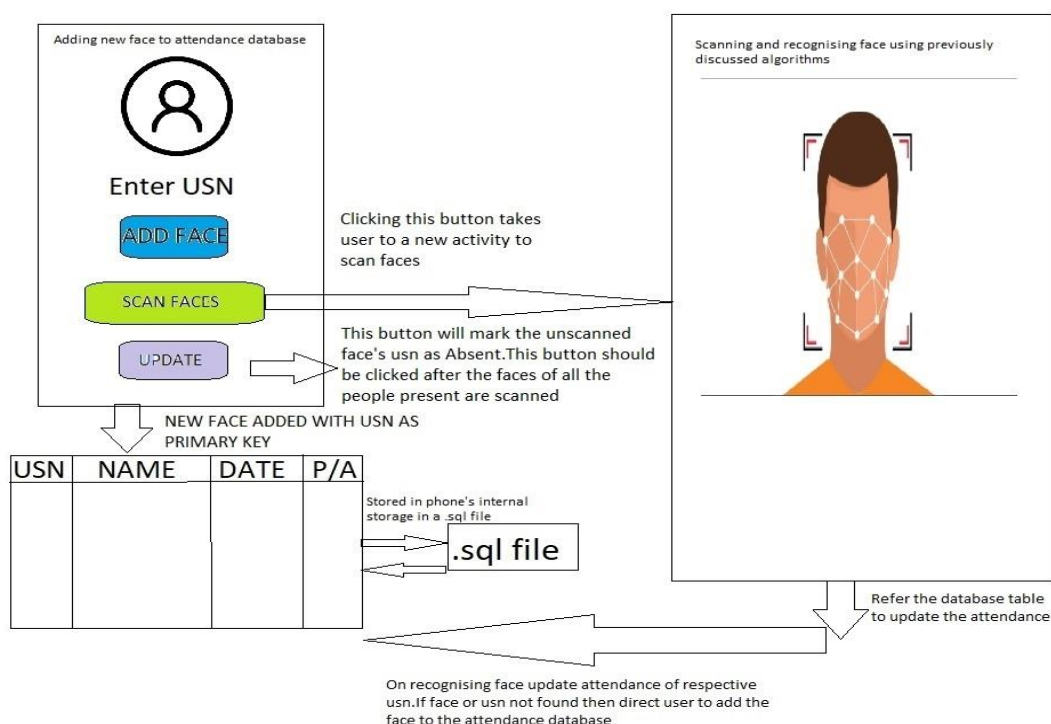 Adding new face to attendance database
Enter USN
ADD FACE
SCAN FACES
UPDATE
Clicking this button takes
user to a new activity to
scan faces
This button will mark the unscanned
face's usn as Absent.This button should
be clicked after the faces of all the
people present are scanned
Scanning and recognising face using previously
discussed algorithms
NEW FACE ADDED WITH USN AS
PRIMARY KEY
USN NAME DATE P/A
Stored in phone's internal
storage in a .sql file
.sql file
Refer the database table
to update the attendance
On recognising face update attendance of respective
usn.If face or usn not found then direct user to add the
face to the attendance database